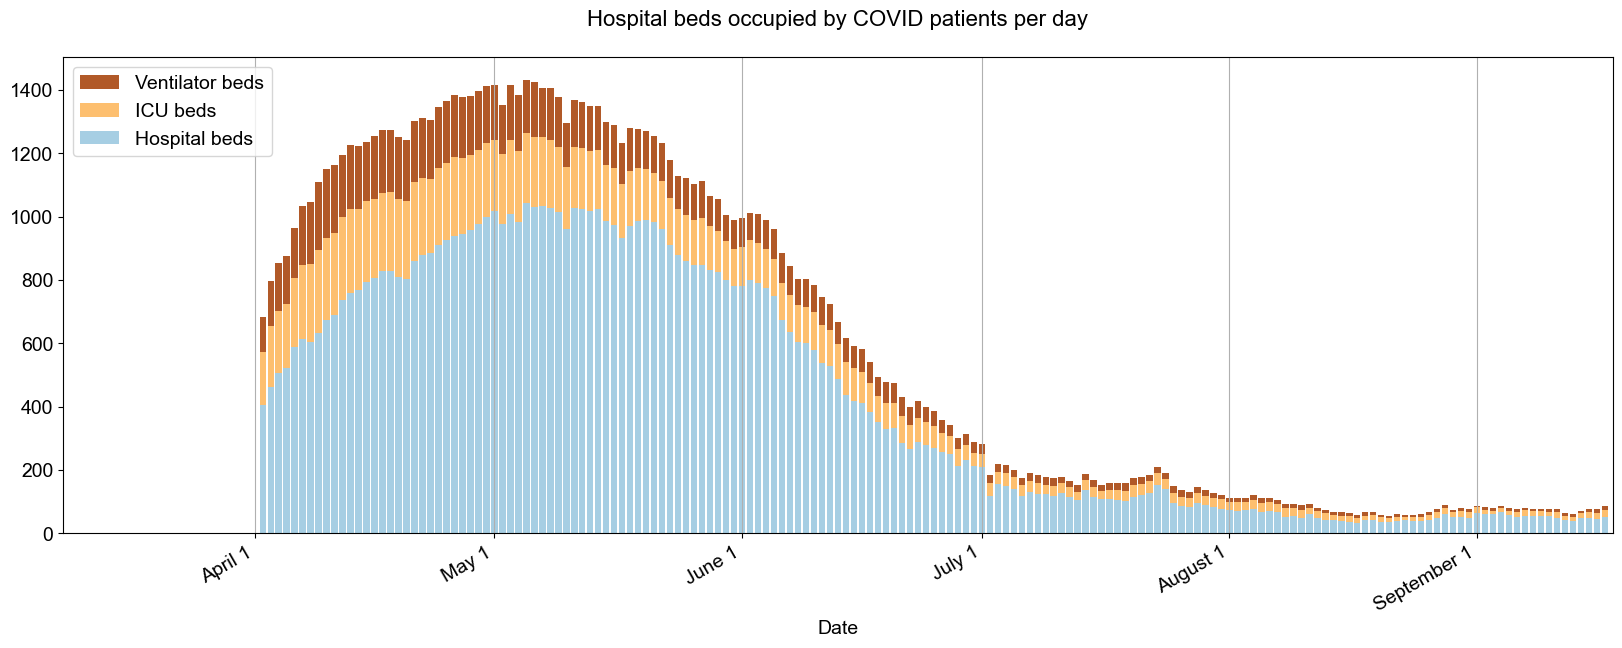 Hospital beds occupied by COVID patients per day
Ventilator beds
ICU beds
Hospital beds
1400
1200
1000
800
600
400
200
0
April 1
May 1
June 1
July 1
August 1
September 1
Date